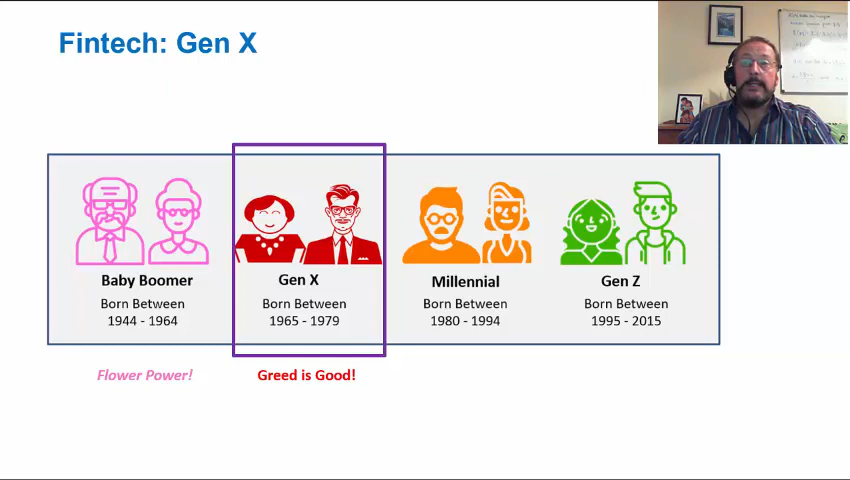 Fintech: Gen X
Baby Boomer
Born Between
1944 - 1964
Gen X
Born Between
1965 - 1979
Millennial
Born Between
1980 - 1994
Gen Z
Born Between
1995 - 2015
Flower Power!
Greed is Good!